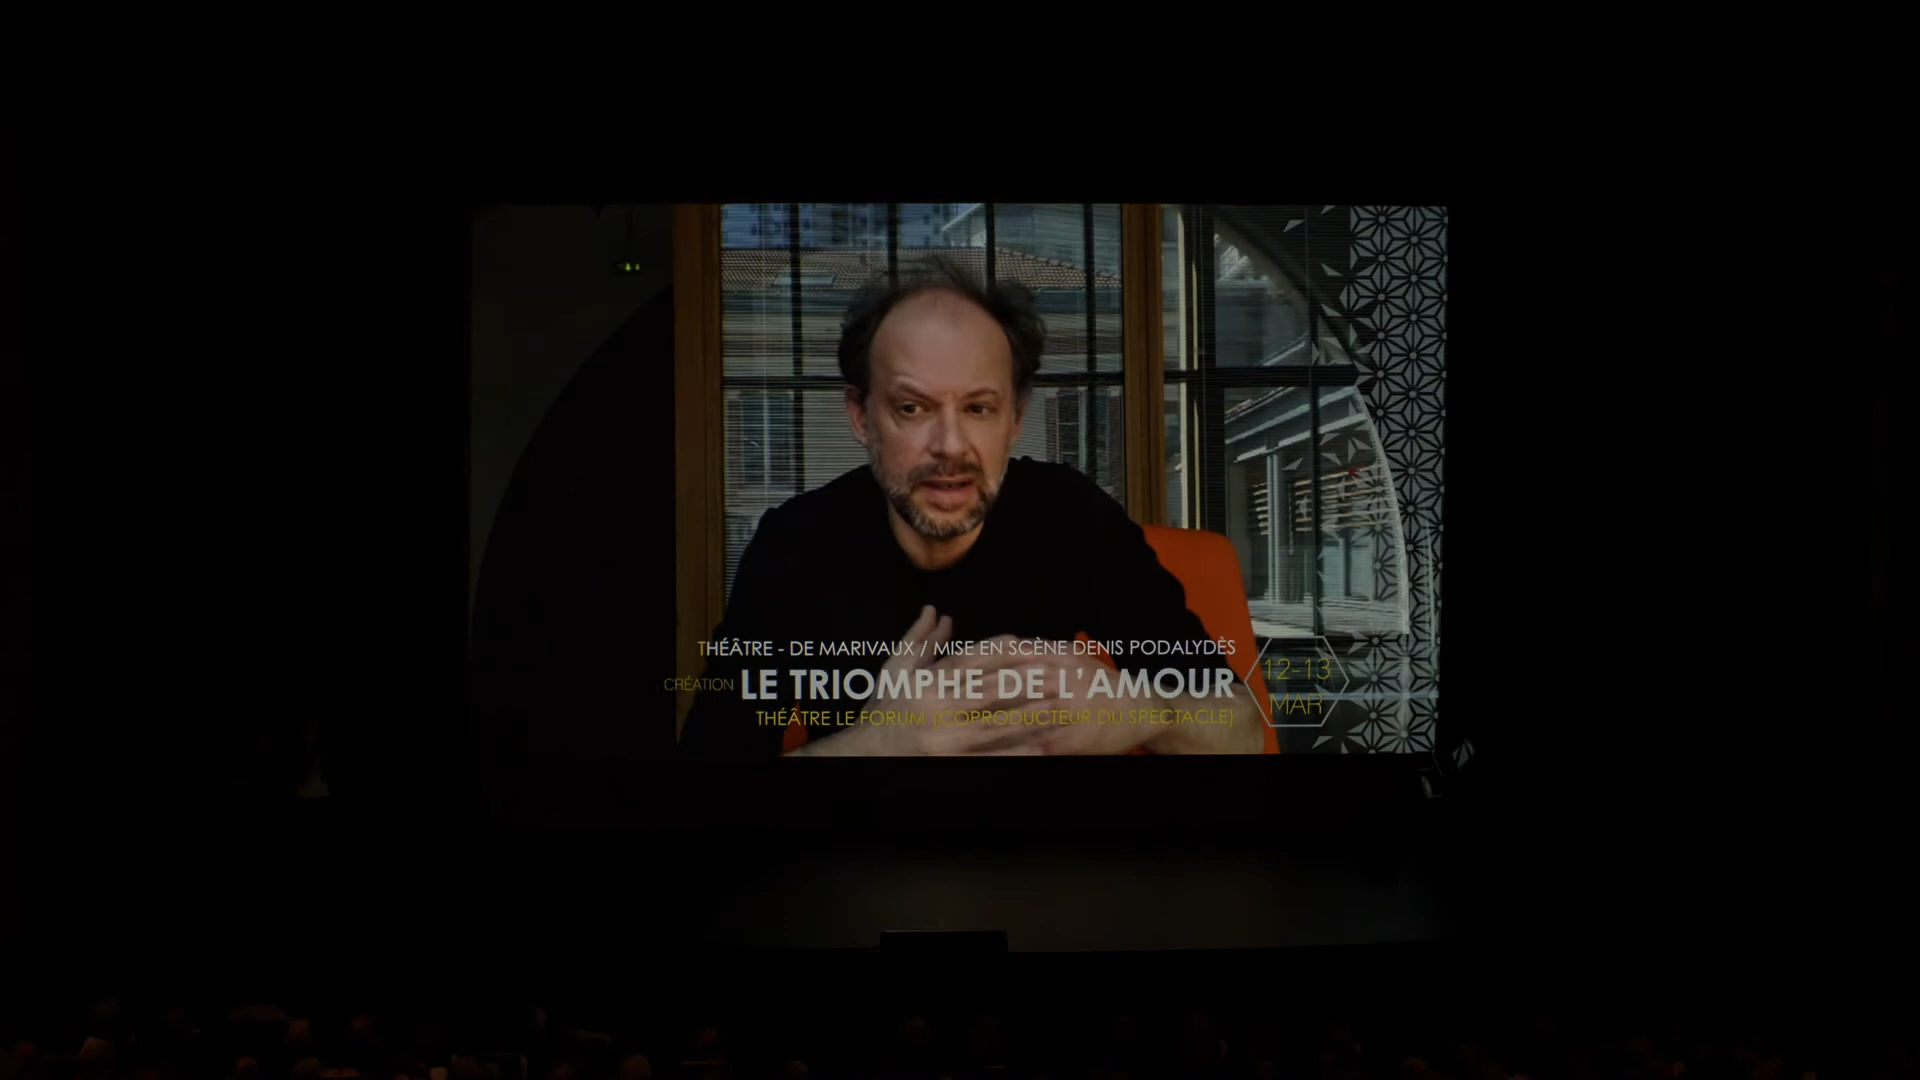 THÉÂTRE - DE MARIVAUX / MISE EN SCÈNE DENIS PODALYDÈS
CRÉATION LE TRIOMPHE DE L'AMOUR
THÉÂTRE LE FORUM (COPRODUCTEUR DU SPECTACLE)
12-13
MAR